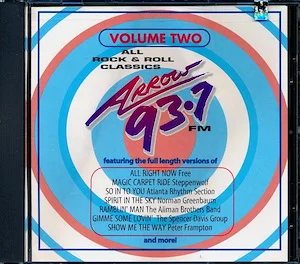 VOLUME TWO
ALL
ROCK & ROLL
CLASSICS
ARROW
93.7
FM
featuring the full length versions of
ALL RIGHT NOW Free
MAGIC CARPET RIDE Steppenwolf
SO IN TO YOU Atlanta Rhythm Section
SPIRIT IN THE SKY Norman Greenbaum
RAMBLIN' MAN The Allman Brothers Band
GIMME SOME LOVIN' The Spencer Davis Group
SHOW ME THE WAY Peter Frampton
and more!